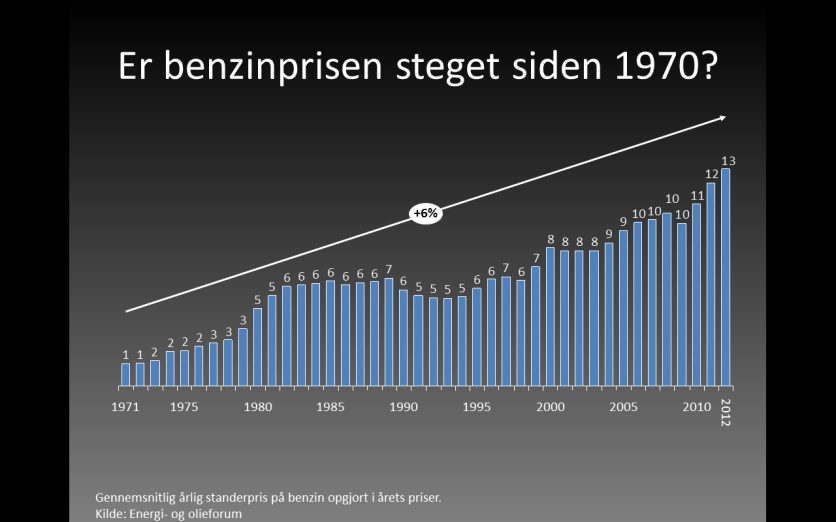 Er benzinprisen steget siden 1970?
+6%
1 1 2 2 2 2 3 3 3 5 5 6 6 6 6 6 6 6 7 6 5 5 5 5 6 6 7 6 7 8 8 8 8 9 9 10 10 10 10 11 12 13
1971 1975 1980 1985 1990 1995 2000 2005 2010 2012
Gennemsnitlig årlig standerpris på benzin opgjort i årets priser.
Kilde: Energi- og olieforum